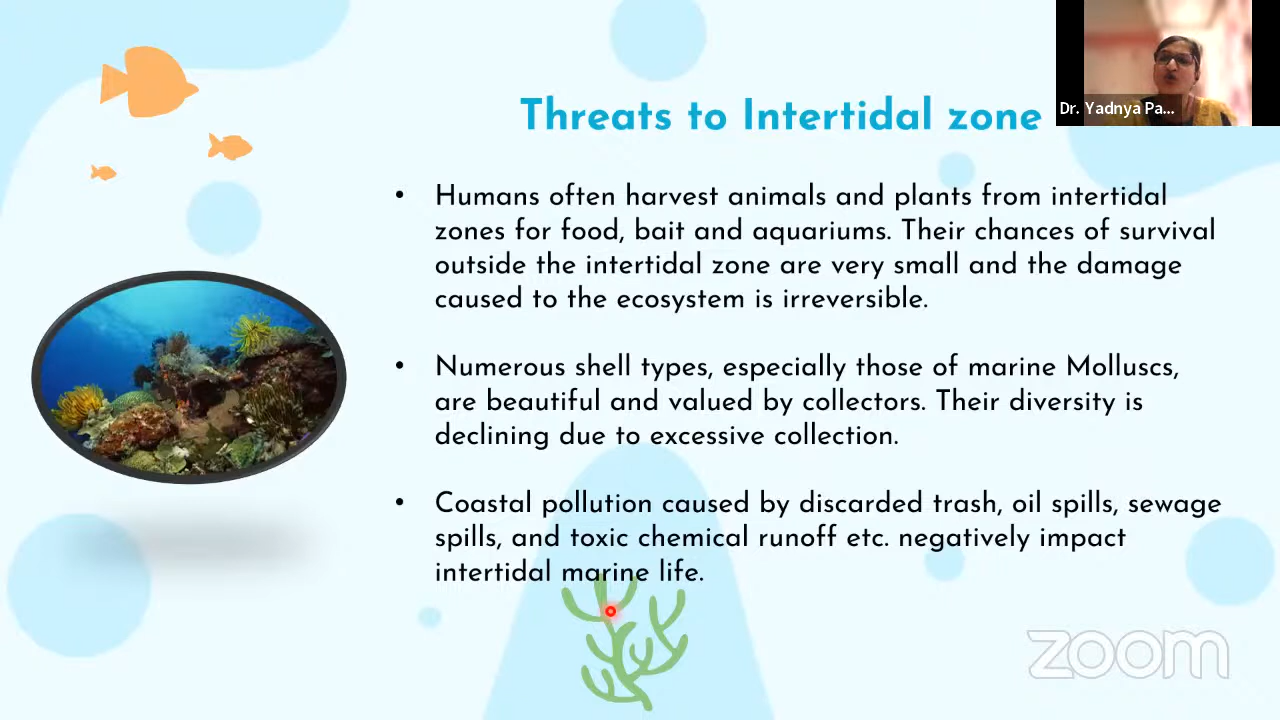 Threats to Intertidal zone
Dr. Yadnya Pa...
• Humans often harvest animals and plants from intertidal
zones for food, bait and aquariums. Their chances of survival
outside the intertidal zone are very small and the damage
caused to the ecosystem is irreversible.
• Numerous shell types, especially those of marine Molluscs,
are beautiful and valued by collectors. Their diversity is
declining due to excessive collection.
• Coastal pollution caused by discarded trash, oil spills, sewage
spills, and toxic chemical runoff etc. negatively impact
intertidal marine life.
zoom